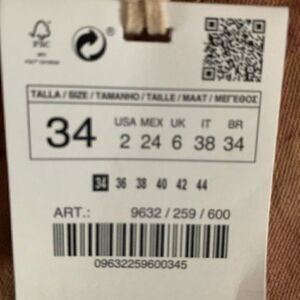 FSC
TALLA / SIZE / TAMANHO / TAILLE / MAAT / ΜΕΓΕΘΟΣ
34
USA MEX UK IT BR
2 24 6 38 34
34 36 38 40 42 44
ART.: 9632 / 259 / 600
09632259600345